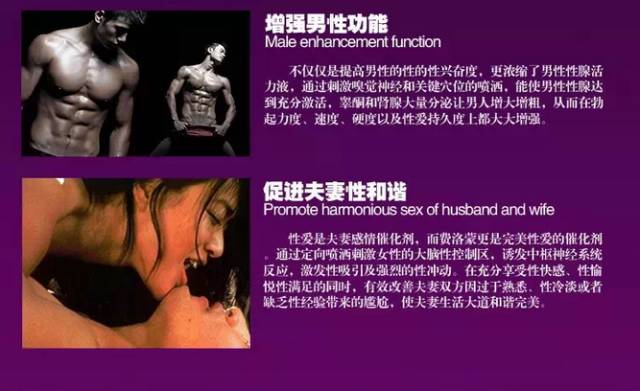 增强男性功能
Male enhancement function
不仅仅是提高男性的性的性兴奋度，更浓缩了男性性腺活
力液，通过刺激嗅觉神经和关键穴位的喷洒，能使男性性腺达
到充分激活，睾酮和肾腺大量分泌让男人增大增粗，从而在勃
起力度、速度、硬度以及性爱持久度上都大大增强。
促进夫妻性和谐
Promote harmonious sex of husband and wife
性爱是夫妻感情催化剂，而费洛蒙更是完美性爱的催化剂
。通过定向喷洒刺激女性的大脑性控制区，诱发中枢神经系统
反应，激发性吸引及强烈的性冲动。在充分享受性快感、性愉
悦性满足的同时，有效改善夫妻双方因过于熟悉、性冷淡或者
缺乏性经验带来的尴尬，使夫妻生活大道和谐完美。